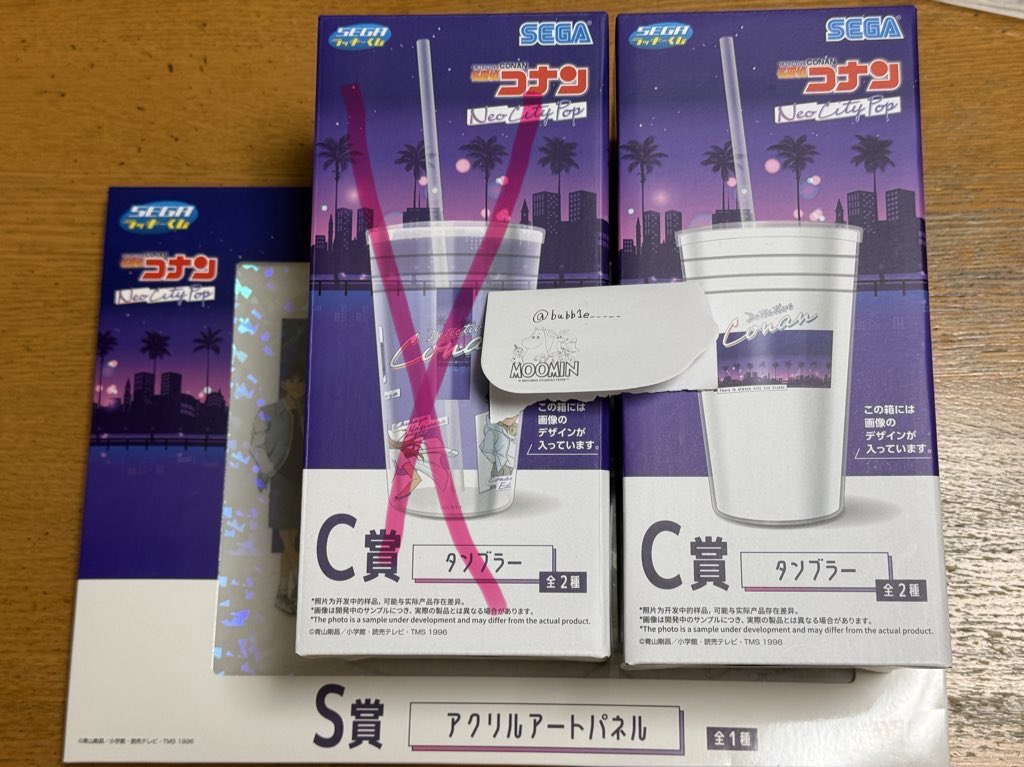 SEGA
ラッキーくじ
SEGA
DETECTIVE CONAN
名探偵コナン
Neo City Pop
Detective
Conan
この箱には
画像の
デザインが
入っています。
C賞
タンブラー
全2種
*照片为开发中的样品，可能与实际产品存在差异。
*画像は開発中のサンプルにつき、実際の製品とは異なる場合があります。
*The photo is a sample under development and may differ from the actual product.
©青山剛昌／小学館・読売テレビ・TMS 1996
SEGA
ラッキーくじ
SEGA
DETECTIVE CONAN
名探偵コナン
Neo City Pop
Detective
Conan
この箱には
画像の
デザインが
入っています。
C賞
タンブラー
全2種
*照片为开发中的样品，可能与实际产品存在差异。
*画像は開発中のサンプルにつき、実際の製品とは異なる場合があります。
*The photo is a sample under development and may differ from the actual product.
©青山剛昌／小学館・読売テレビ・TMS 1996
@bubb1e_____
MOOMIN
SEGA
ラッキーくじ
名探偵コナン
Neo City Pop
S賞
アクリルアートパネル
全1種
©青山剛昌／小学館・読売テレビ・TMS 1996